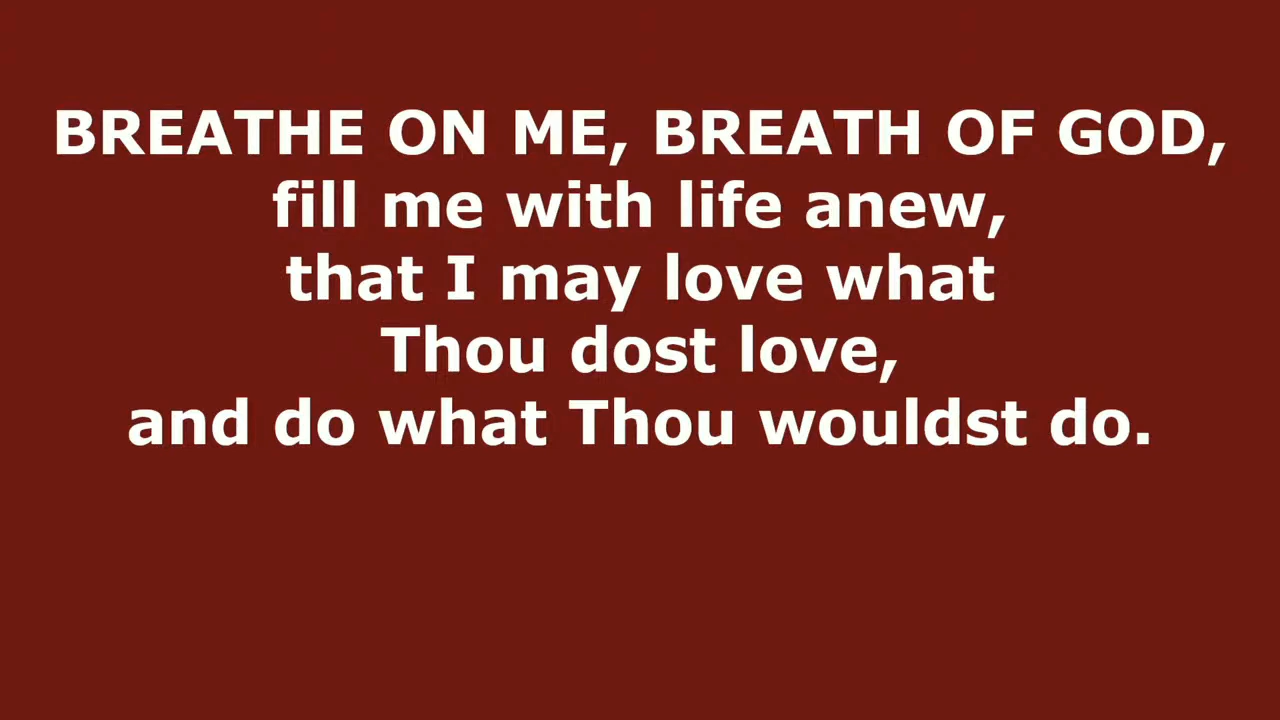 BREATHE ON ME, BREATH OF GOD,
fill me with life anew,
that I may love what
Thou dost love,
and do what Thou wouldst do.